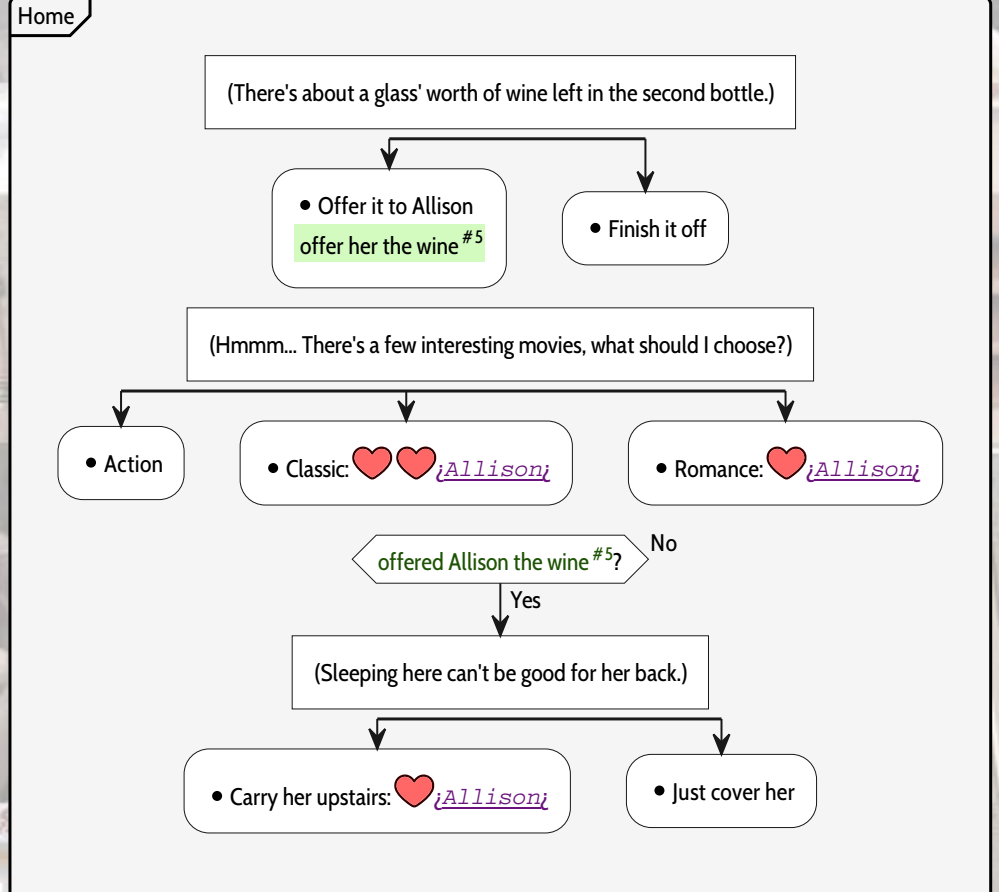 Home
(There's about a glass' worth of wine left in the second bottle.)
• Offer it to Allison
offer her the wine #5
• Finish it off
(Hmmm... There's a few interesting movies, what should I choose?)
• Action
• Classic: ¿Allison¿
• Romance: ¿Allison¿
offered Allison the wine #5?
No
Yes
(Sleeping here can't be good for her back.)
• Carry her upstairs: ¿Allison¿
• Just cover her